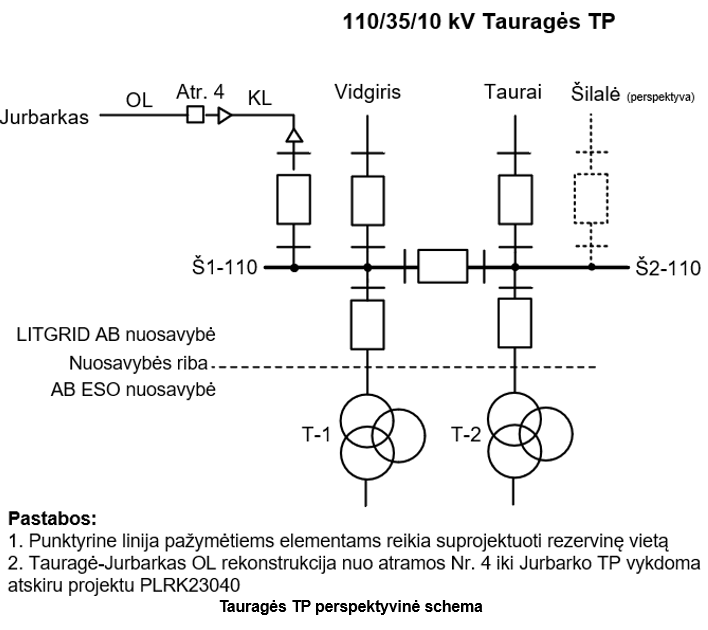 110/35/10 kV Tauragės TP
OL
Atr. 4
KL
Vidgiris
Taurai
Šilalė (perspektyva)
Jurbarkas
Š1-110
Š2-110
LITGRID AB nuosavybė
Nuosavybės riba
AB ESO nuosavybė
T-1
T-2
Pastabos:
1. Punktyrine linija pažymėtiems elementams reikia suprojektuoti rezervinę vietą
2. Tauragė-Jurbarkas OL rekonstrukcija nuo atramos Nr. 4 iki Jurbarko TP vykdoma
atskiru projektu PLRK23040
Tauragės TP perspektyvinė schema